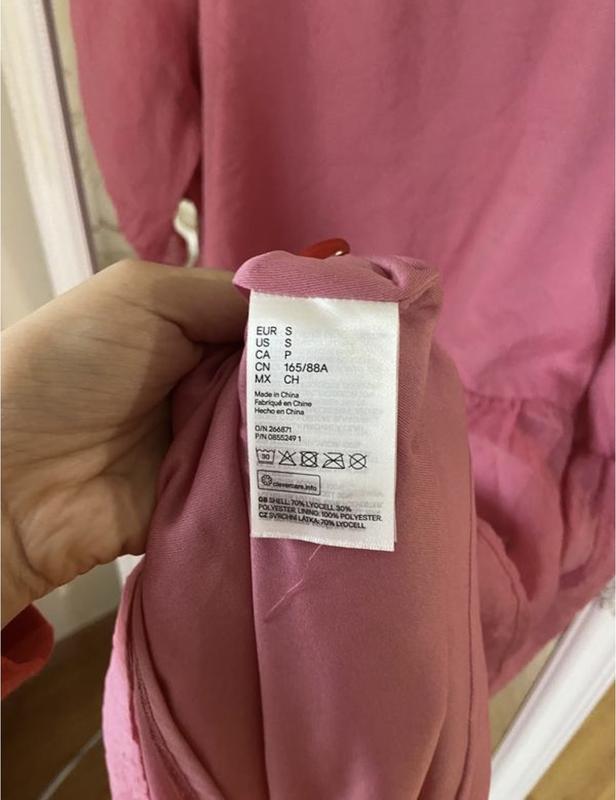 EUR S
US S
CA P
CN 165/88A
MX CH
Made in China
Fabriqué en Chine
Hecho en China
O/N 266871
P/N 0855249 1
30
clevercare.info
GB SHELL: 70% LYOCELL 30%
POLYESTER. LINING: 100% POLYESTER.
CZ SVRCHNÍ LÁTKA: 70% LYOCELL